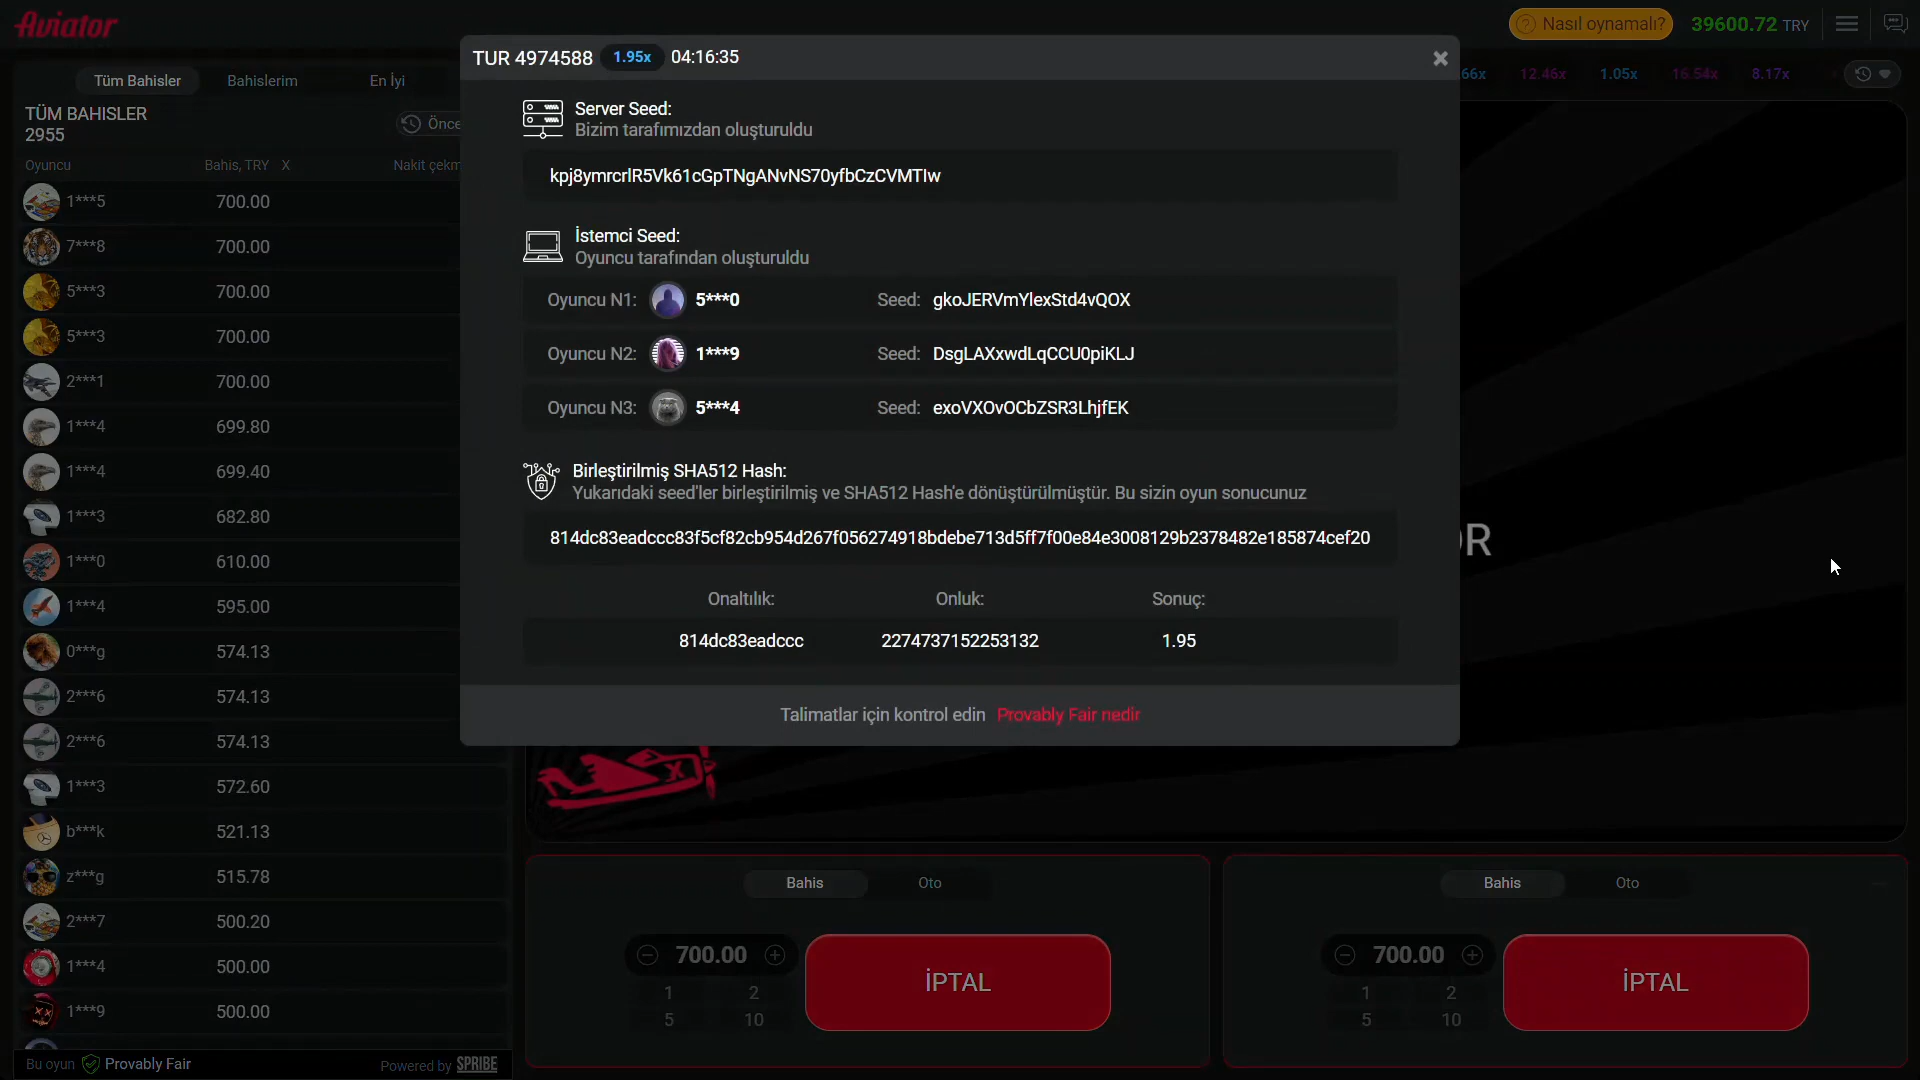 Aviator
Nasıl oynamalı?
39600.72 TRY
TUR 4974588 1.95x 04:16:35
66x 12.46x 1.05x 16.54x 8.17x
Tüm Bahisler Bahislerim En İyi
TÜM BAHISLER
2955
Önce
Oyuncu Bahis, TRY X Nakit çekm
1***5 700.00
7***8 700.00
5***3 700.00
5***3 700.00
2***1 700.00
1***4 699.80
1***4 699.40
1***3 682.80
1***0 610.00
1***4 595.00
0***g 574.13
2***6 574.13
2***6 574.13
1***3 572.60
b***k 521.13
z***g 515.78
2***7 500.20
1***4 500.00
1***9 500.00
Bu oyun Provably Fair
Powered by SPRIBE
Server Seed:
Bizim tarafımızdan oluşturuldu
kpj8ymrcrlR5Vk61cGpTNgANvNS70yfbCzCVMTIw
İstemci Seed:
Oyuncu tarafından oluşturuldu
Oyuncu N1: 5***0 Seed: gkoJERVmYlexStd4vQOX
Oyuncu N2: 1***9 Seed: DsgLAXxwdLqCCU0piKLJ
Oyuncu N3: 5***4 Seed: exoVXOvOCbZSR3LhjfEK
Birleştirilmiş SHA512 Hash:
Yukarıdaki seed'ler birleştirilmiş ve SHA512 Hash'e dönüştürülmüştür. Bu sizin oyun sonucunuz
814dc83eadccc83f5cf82cb954d267f056274918bdebe713d5ff7f00e84e3008129b2378482e185874cef20
Onaltılık: Onluk: Sonuç:
814dc83eadccc 2274737152253132 1.95
Talimatlar için kontrol edin Provably Fair nedir
OR
Bahis Oto
700.00
1 2
5 10
İPTAL
Bahis Oto
700.00
1 2
5 10
İPTAL